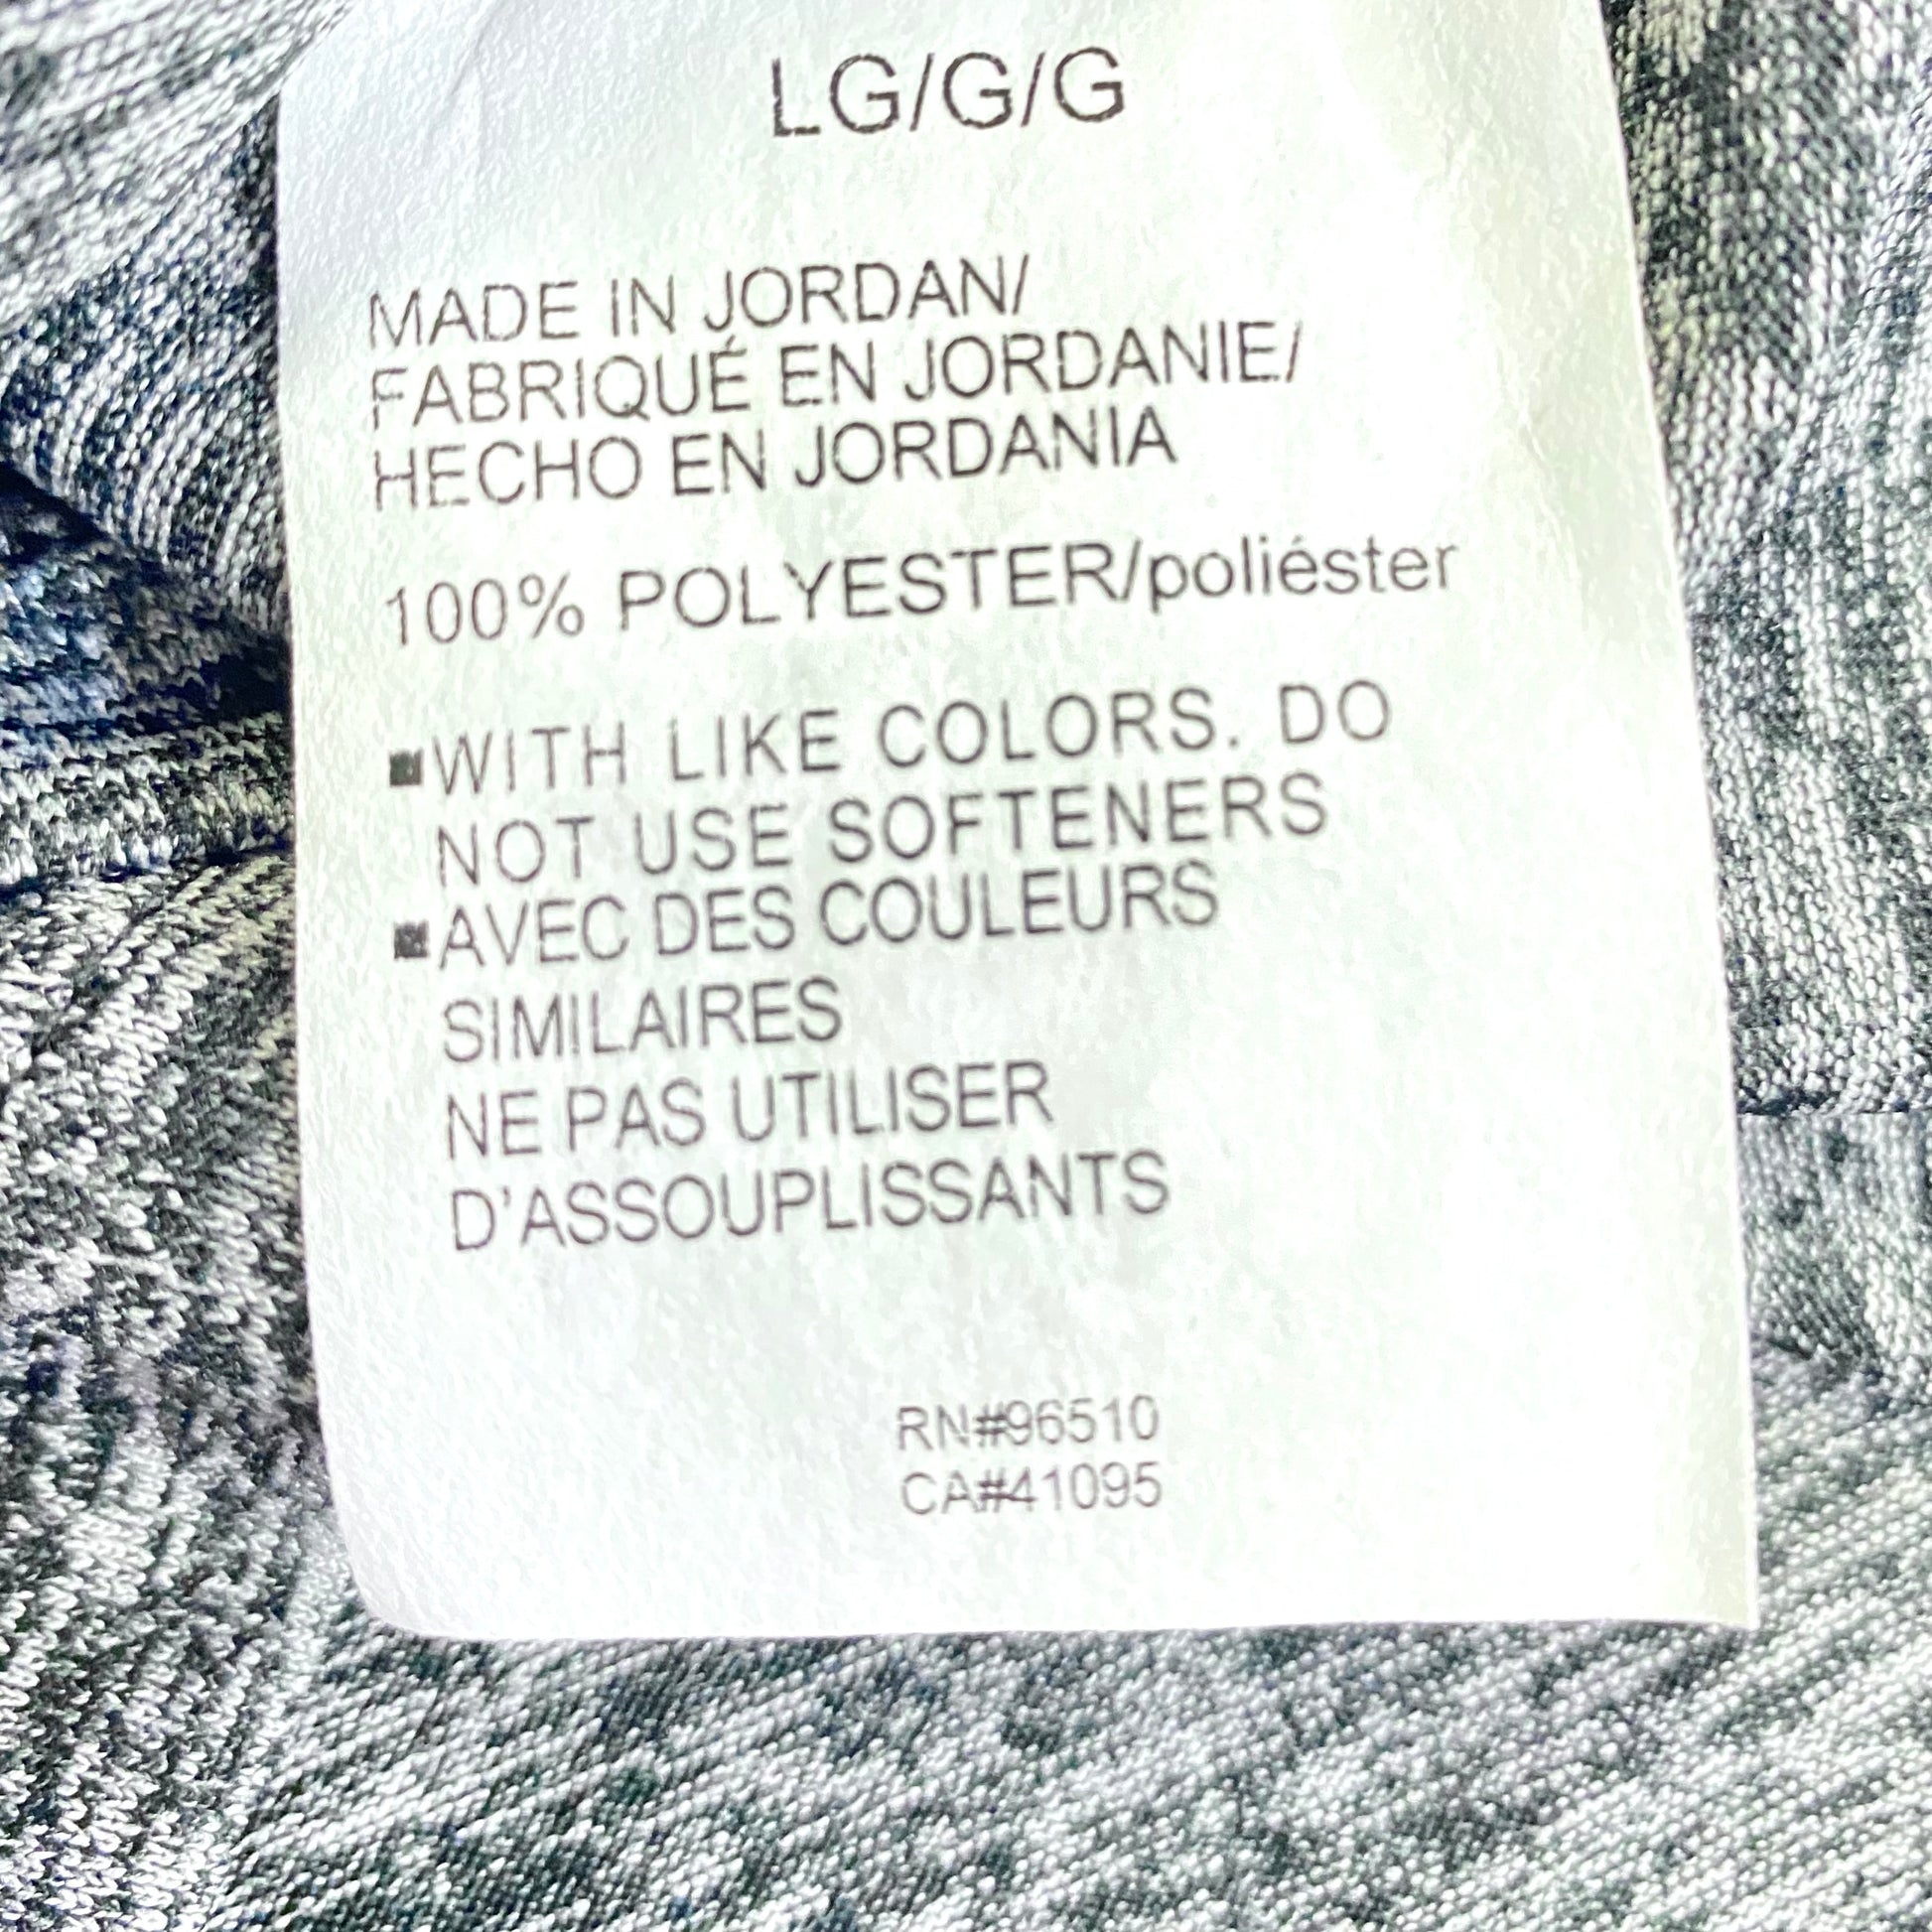 LG/G/G
MADE IN JORDAN/
FABRIQUÉ EN JORDANIE/
HECHO EN JORDANIA
100% POLYESTER/poliéster
▪WITH LIKE COLORS. DO
NOT USE SOFTENERS
▪AVEC DES COULEURS
SIMILAIRES
NE PAS UTILISER
D'ASSOUPLISSANTS
RN#96510
CA#41095